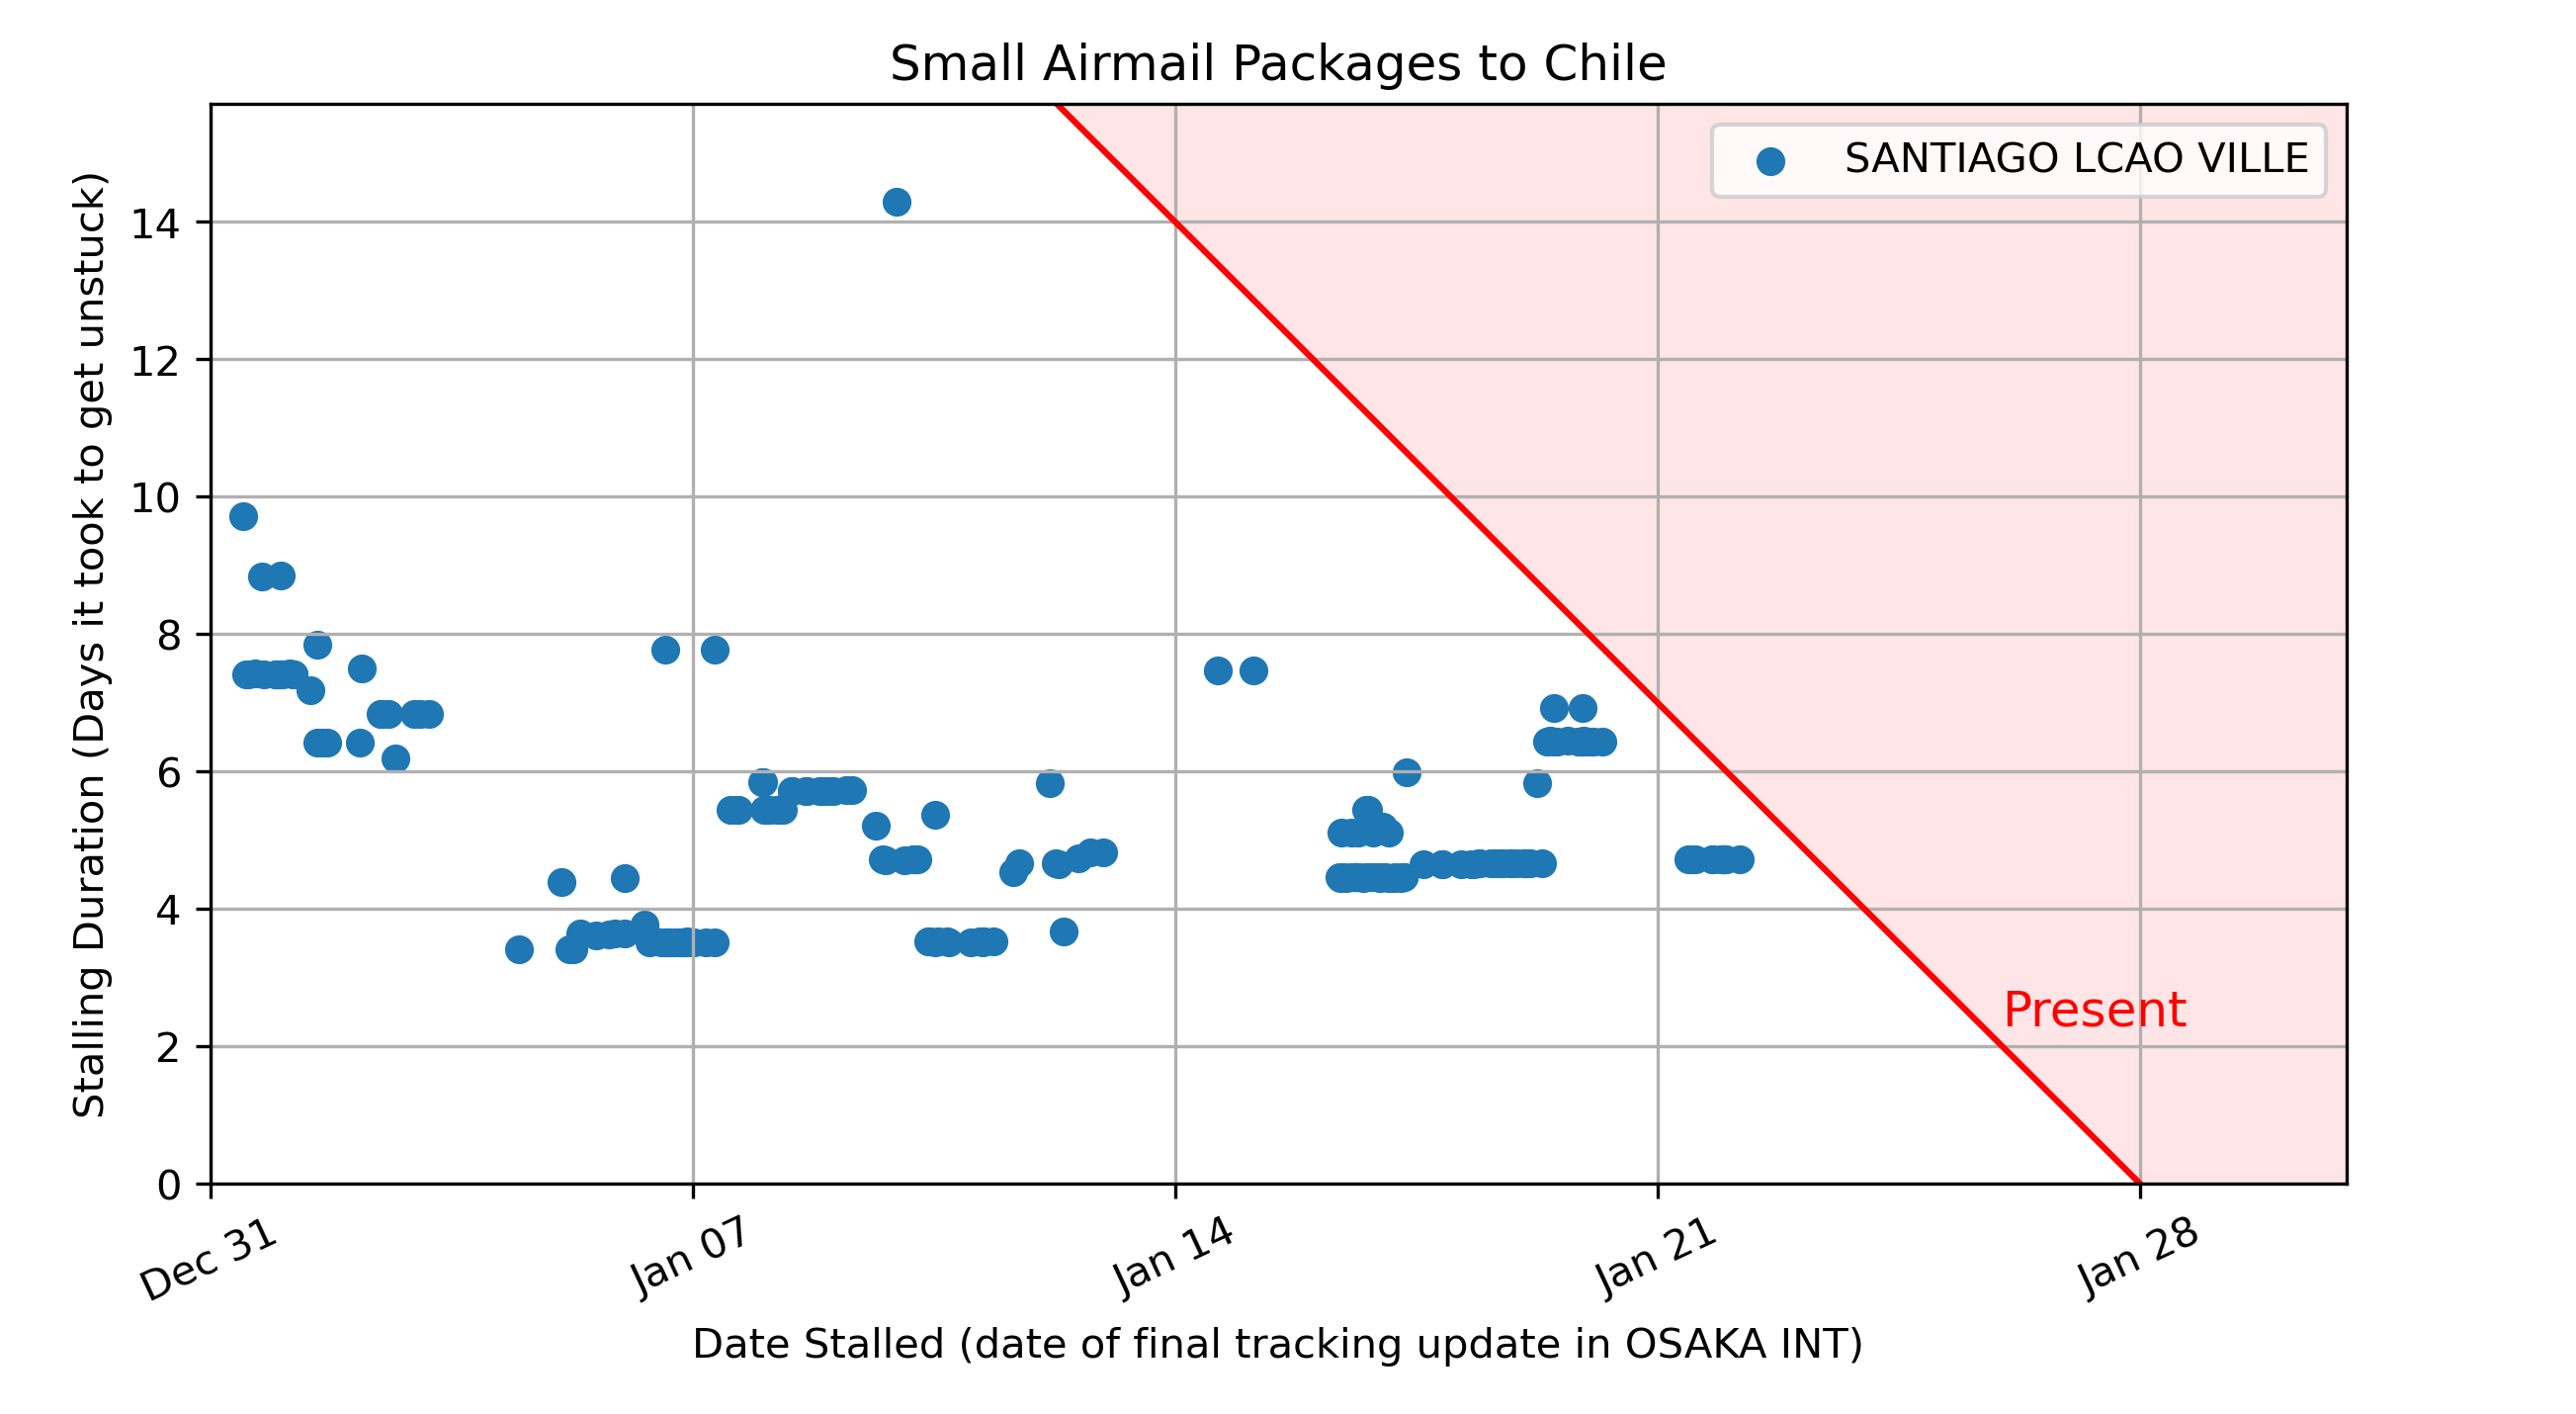 Small Airmail Packages to Chile
SANTIAGO LCAO VILLE
Stalling Duration (Days it took to get unstuck)
14
12
10
8
6
4
2
0
Present
Dec 31
Jan 07
Jan 14
Jan 21
Jan 28
Date Stalled (date of final tracking update in OSAKA INT)